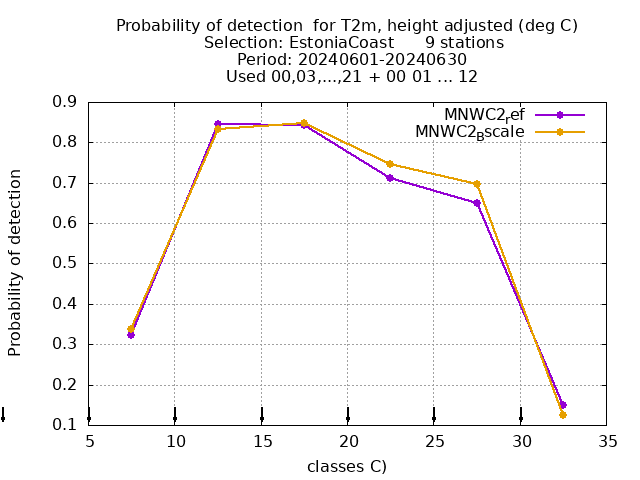 Probability of detection  for T2m, height adjusted (deg C)
Selection: EstoniaCoast      9 stations
Period: 20240601-20240630
Used 00,03,...,21 + 00 01 ... 12
MNWC2ref
MNWC2Bscale
0.9
0.8
0.7
0.6
0.5
0.4
0.3
0.2
0.1
Probability of detection
5 10 15 20 25 30 35
classes C)